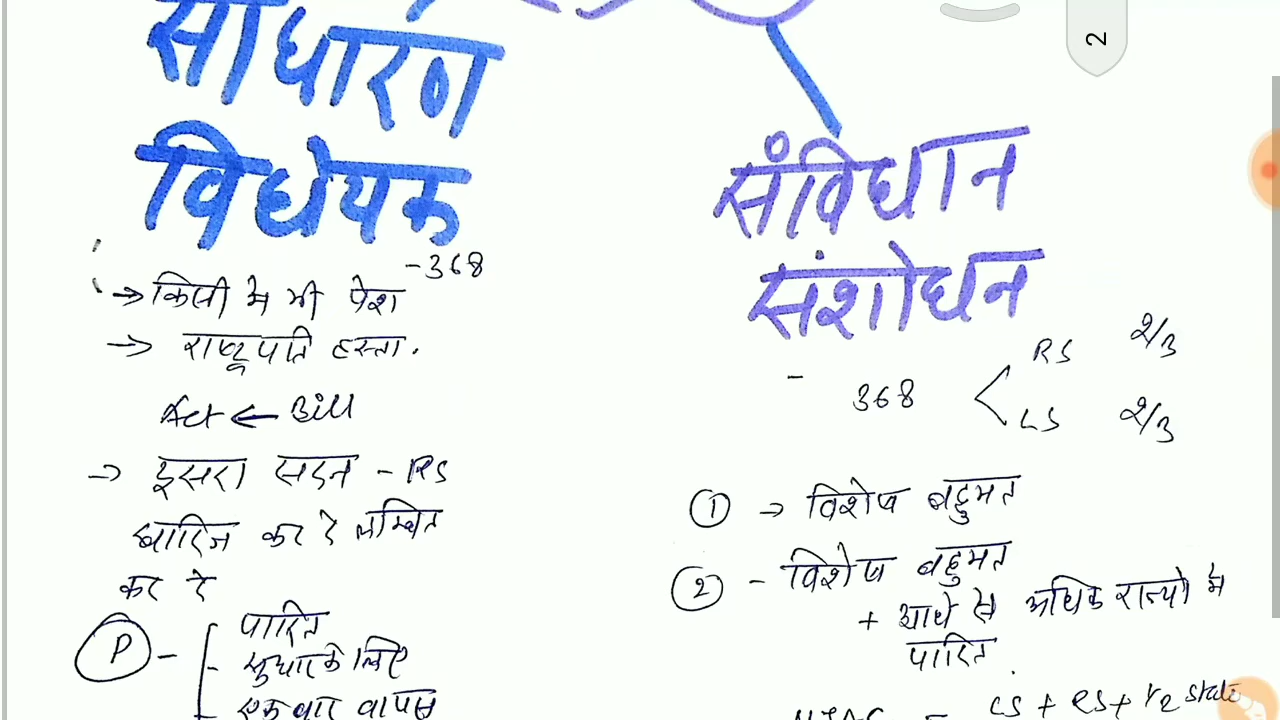 2
साधारण
विधेयक
→ किसी मे भी पेश - 368
→ राष्ट्रपति हस्ता.
Act ← Bill
→ दुसरा सदन - RS
खारिज कर दे लम्बित
कर दे
P - पारित
- सुधार के लिए
एक बार वापस
संविधान
संशोधन
- 368 < RS 2/3
LS 2/3
① → विशेष बहुमत
② - विशेष बहुमत
+ आधे से अधिक राज्यो मे
पारित
LS + RS + 1/2 state